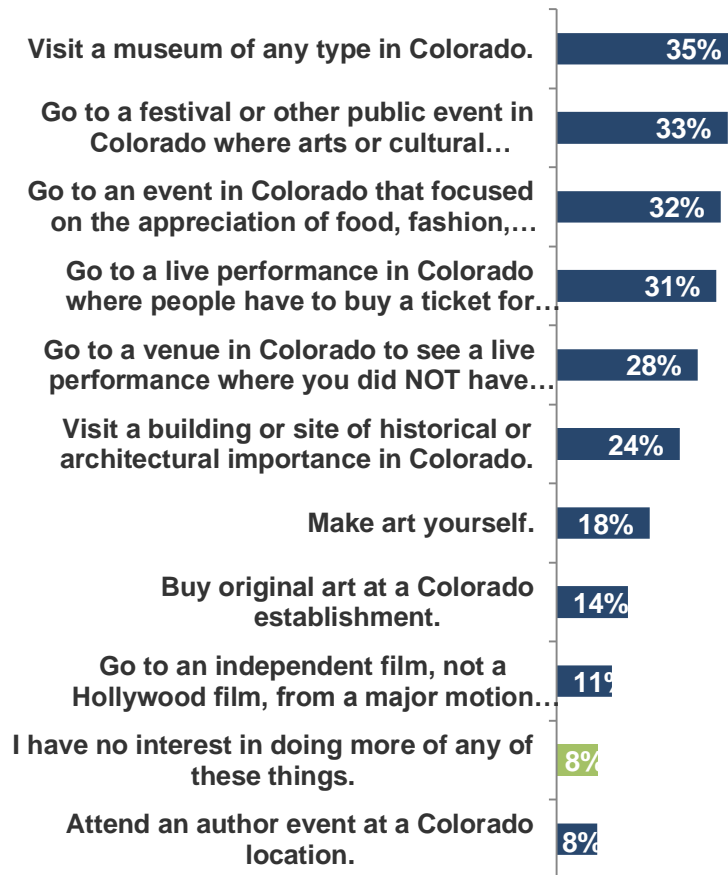 Visit a museum of any type in Colorado.
35%
Go to a festival or other public event in
Colorado where arts or cultural…
33%
Go to an event in Colorado that focused
on the appreciation of food, fashion,…
32%
Go to a live performance in Colorado
where people have to buy a ticket for…
31%
Go to a venue in Colorado to see a live
performance where you did NOT have…
28%
Visit a building or site of historical or
architectural importance in Colorado.
24%
Make art yourself.
18%
Buy original art at a Colorado
establishment.
14%
Go to an independent film, not a
Hollywood film, from a major motion…
11%
I have no interest in doing more of any of
these things.
8%
Attend an author event at a Colorado
location.
8%